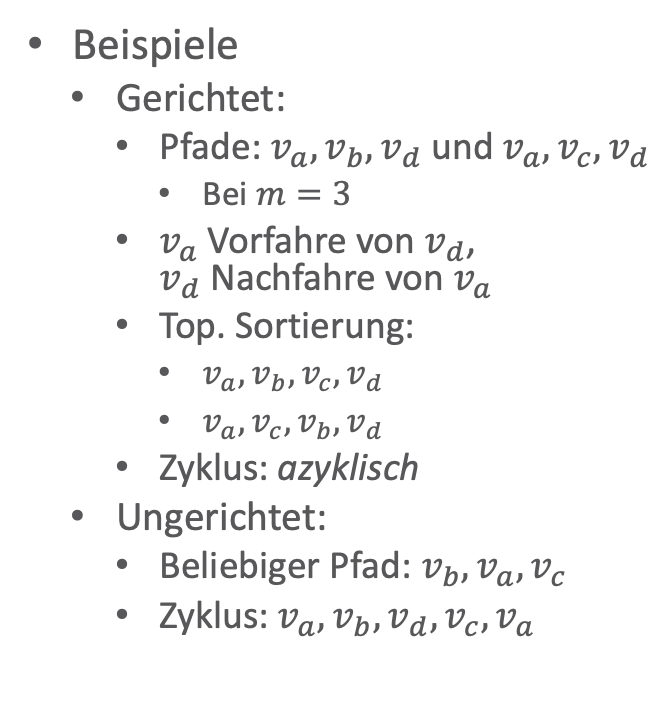 • Beispiele
• Gerichtet:
• Pfade: $v_a, v_b, v_d$ und $v_a, v_c, v_d$
• Bei $m = 3$
• $v_a$ Vorfahre von $v_d$,
$v_d$ Nachfahre von $v_a$
• Top. Sortierung:
• $v_a, v_b, v_c, v_d$
• $v_a, v_c, v_b, v_d$
• Zyklus: azyklisch
• Ungerichtet:
• Beliebiger Pfad: $v_b, v_a, v_c$
• Zyklus: $v_a, v_b, v_d, v_c, v_a$